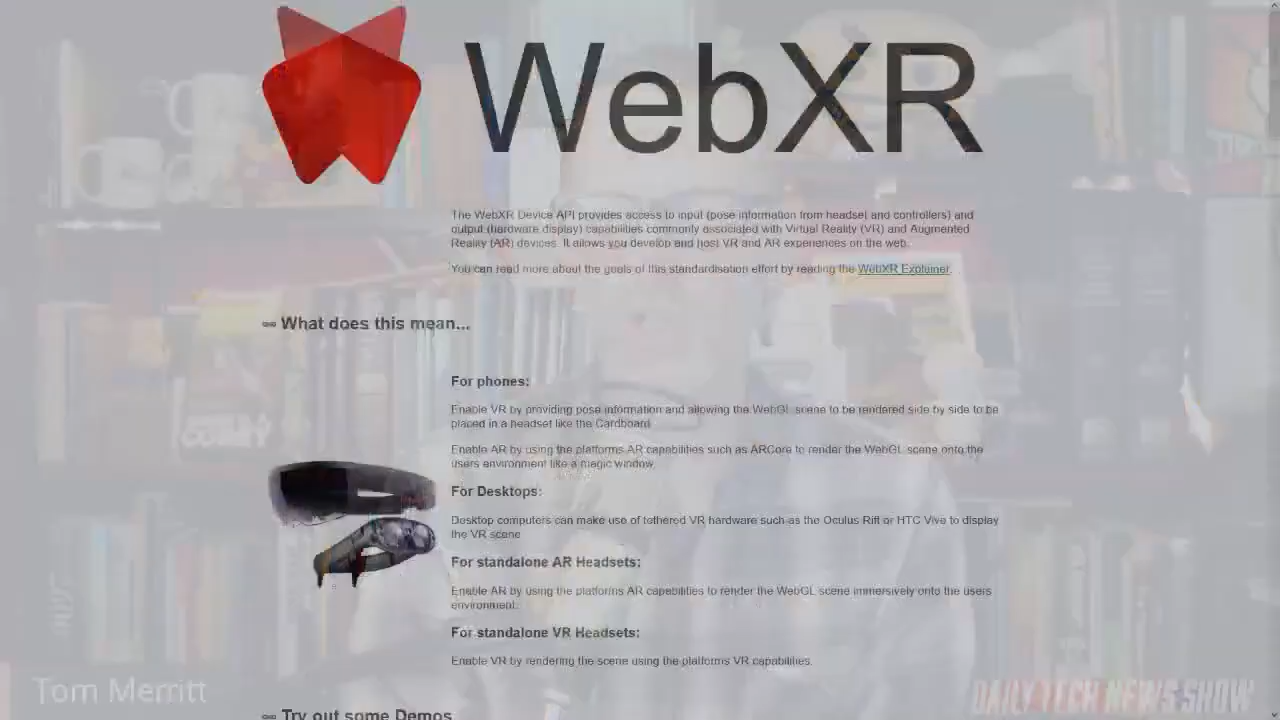 WebXR
The WebXR Device API provides access to input (pose information from headset and controllers) and
output (hardware display) capabilities commonly associated with Virtual Reality (VR) and Augmented
Reality (AR) devices. It allows you develop and host VR and AR experiences on the web.
You can read more about the goals of this standardisation effort by reading the WebXR Explainer.
What does this mean...
For phones:
Enable VR by providing pose information and allowing the WebGL scene to be rendered side by side to be
placed in a headset like the Cardboard
Enable AR by using the platforms AR capabilities such as ARCore to render the WebGL scene onto the
users environment like a magic window.
For Desktops:
Desktop computers can make use of tethered VR hardware such as the Oculus Rift or HTC Vive to display
the VR scene
For standalone AR Headsets:
Enable AR by using the platforms AR capabilities to render the WebGL scene immersively onto the users
environment.
For standalone VR Headsets:
Enable VR by rendering the scene using the platforms VR capabilities.
Tom Merritt
DAILY TECH NEWS SHOW
Try out some Demos